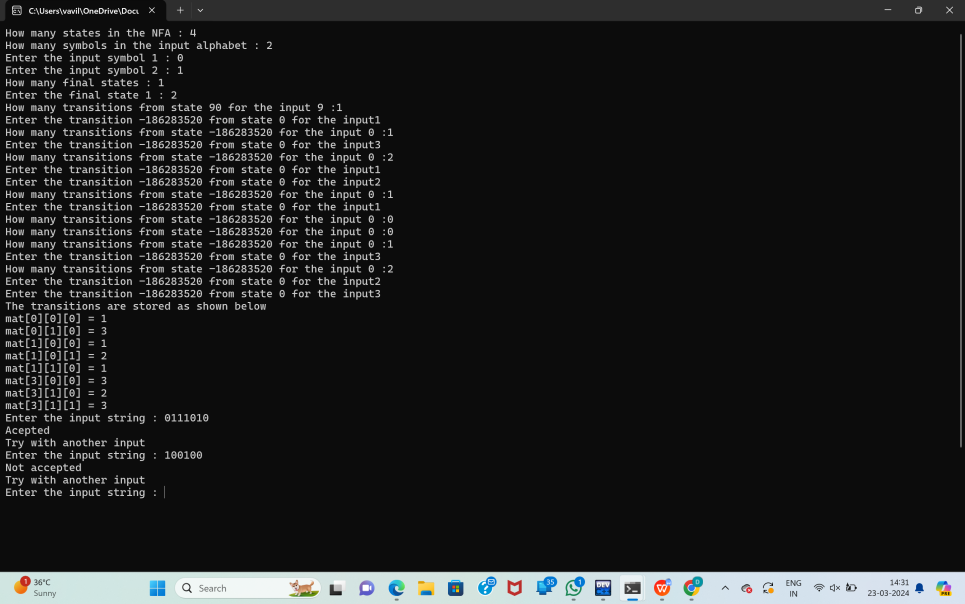 C:\Users\vavil\OneDrive\Docu
How many states in the NFA : 4
How many symbols in the input alphabet : 2
Enter the input symbol 1 : 0
Enter the input symbol 2 : 1
How many final states : 1
Enter the final state 1 : 2
How many transitions from state 90 for the input 9 :1
Enter the transition -186283520 from state 0 for the input1
How many transitions from state -186283520 for the input 0 :1
Enter the transition -186283520 from state 0 for the input3
How many transitions from state -186283520 for the input 0 :2
Enter the transition -186283520 from state 0 for the input1
Enter the transition -186283520 from state 0 for the input2
How many transitions from state -186283520 for the input 0 :1
Enter the transition -186283520 from state 0 for the input1
How many transitions from state -186283520 for the input 0 :0
How many transitions from state -186283520 for the input 0 :0
How many transitions from state -186283520 for the input 0 :1
Enter the transition -186283520 from state 0 for the input3
How many transitions from state -186283520 for the input 0 :2
Enter the transition -186283520 from state 0 for the input2
Enter the transition -186283520 from state 0 for the input3
The transitions are stored as shown below
mat[0][0][0] = 1
mat[0][1][0] = 3
mat[1][0][0] = 1
mat[1][0][1] = 2
mat[1][1][0] = 1
mat[3][0][0] = 3
mat[3][1][0] = 2
mat[3][1][1] = 3
Enter the input string : 0111010
Acepted
Try with another input
Enter the input string : 100100
Not accepted
Try with another input
Enter the input string :
1
36°C
Sunny
Search
35
1
DEV
0
ENG
IN
14:31
23-03-2024
PRE